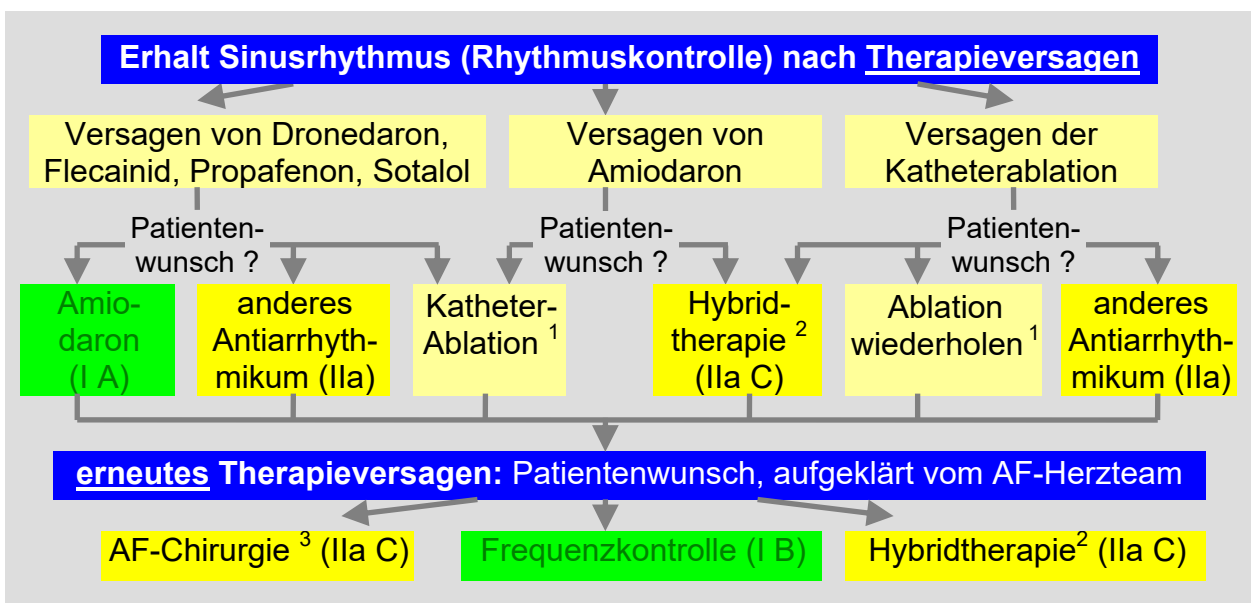 Erhalt Sinusrhythmus (Rhythmuskontrolle) nach Therapieversagen
Versagen von Dronedaron,
Flecainid, Propafenon, Sotalol
Versagen von
Amiodaron
Versagen der
Katheterablation
Patienten-
wunsch ?
Patienten-
wunsch ?
Patienten-
wunsch ?
Amio-
daron
(I A)
anderes
Antiarrhyth-
mikum (IIa)
Katheter-
Ablation 1
Hybrid-
therapie 2
(IIa C)
Ablation
wiederholen 1
anderes
Antiarrhyth-
mikum (IIa)
erneutes Therapieversagen: Patientenwunsch, aufgeklärt vom AF-Herzteam
AF-Chirurgie 3 (IIa C)
Frequenzkontrolle (I B)
Hybridtherapie2 (IIa C)